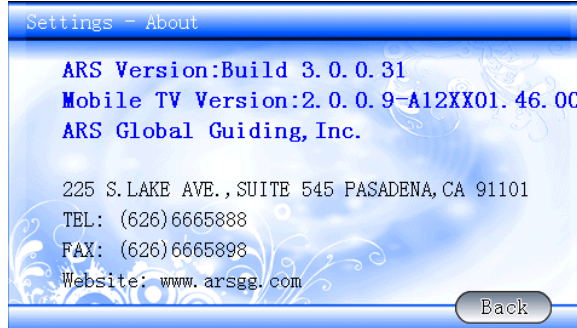 Settings - About
ARS Version:Build 3.0.0.31
Mobile TV Version:2.0.0.9-A12XX01.46.00
ARS Global Guiding,Inc.
225 S.LAKE AVE.,SUITE 545 PASADENA,CA 91101
TEL: (626)6665888
FAX: (626)6665898
Website: www.arsgg.com
Back